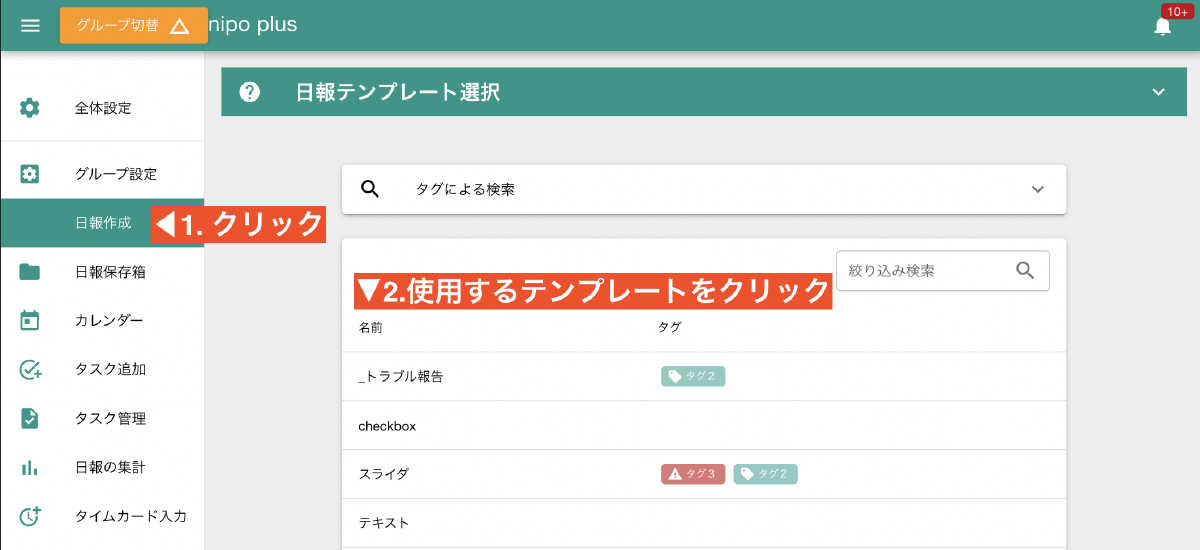 グループ切替
nipo plus
10+
全体設定
グループ設定
日報作成
日報保存箱
カレンダー
タスク追加
タスク管理
日報の集計
タイムカード入力
◀1. クリック
日報テンプレート選択
タグによる検索
絞り込み検索
▼2.使用するテンプレートをクリック
名前 タグ
_トラブル報告 タグ2
checkbox
スライダ タグ3 タグ2
テキスト